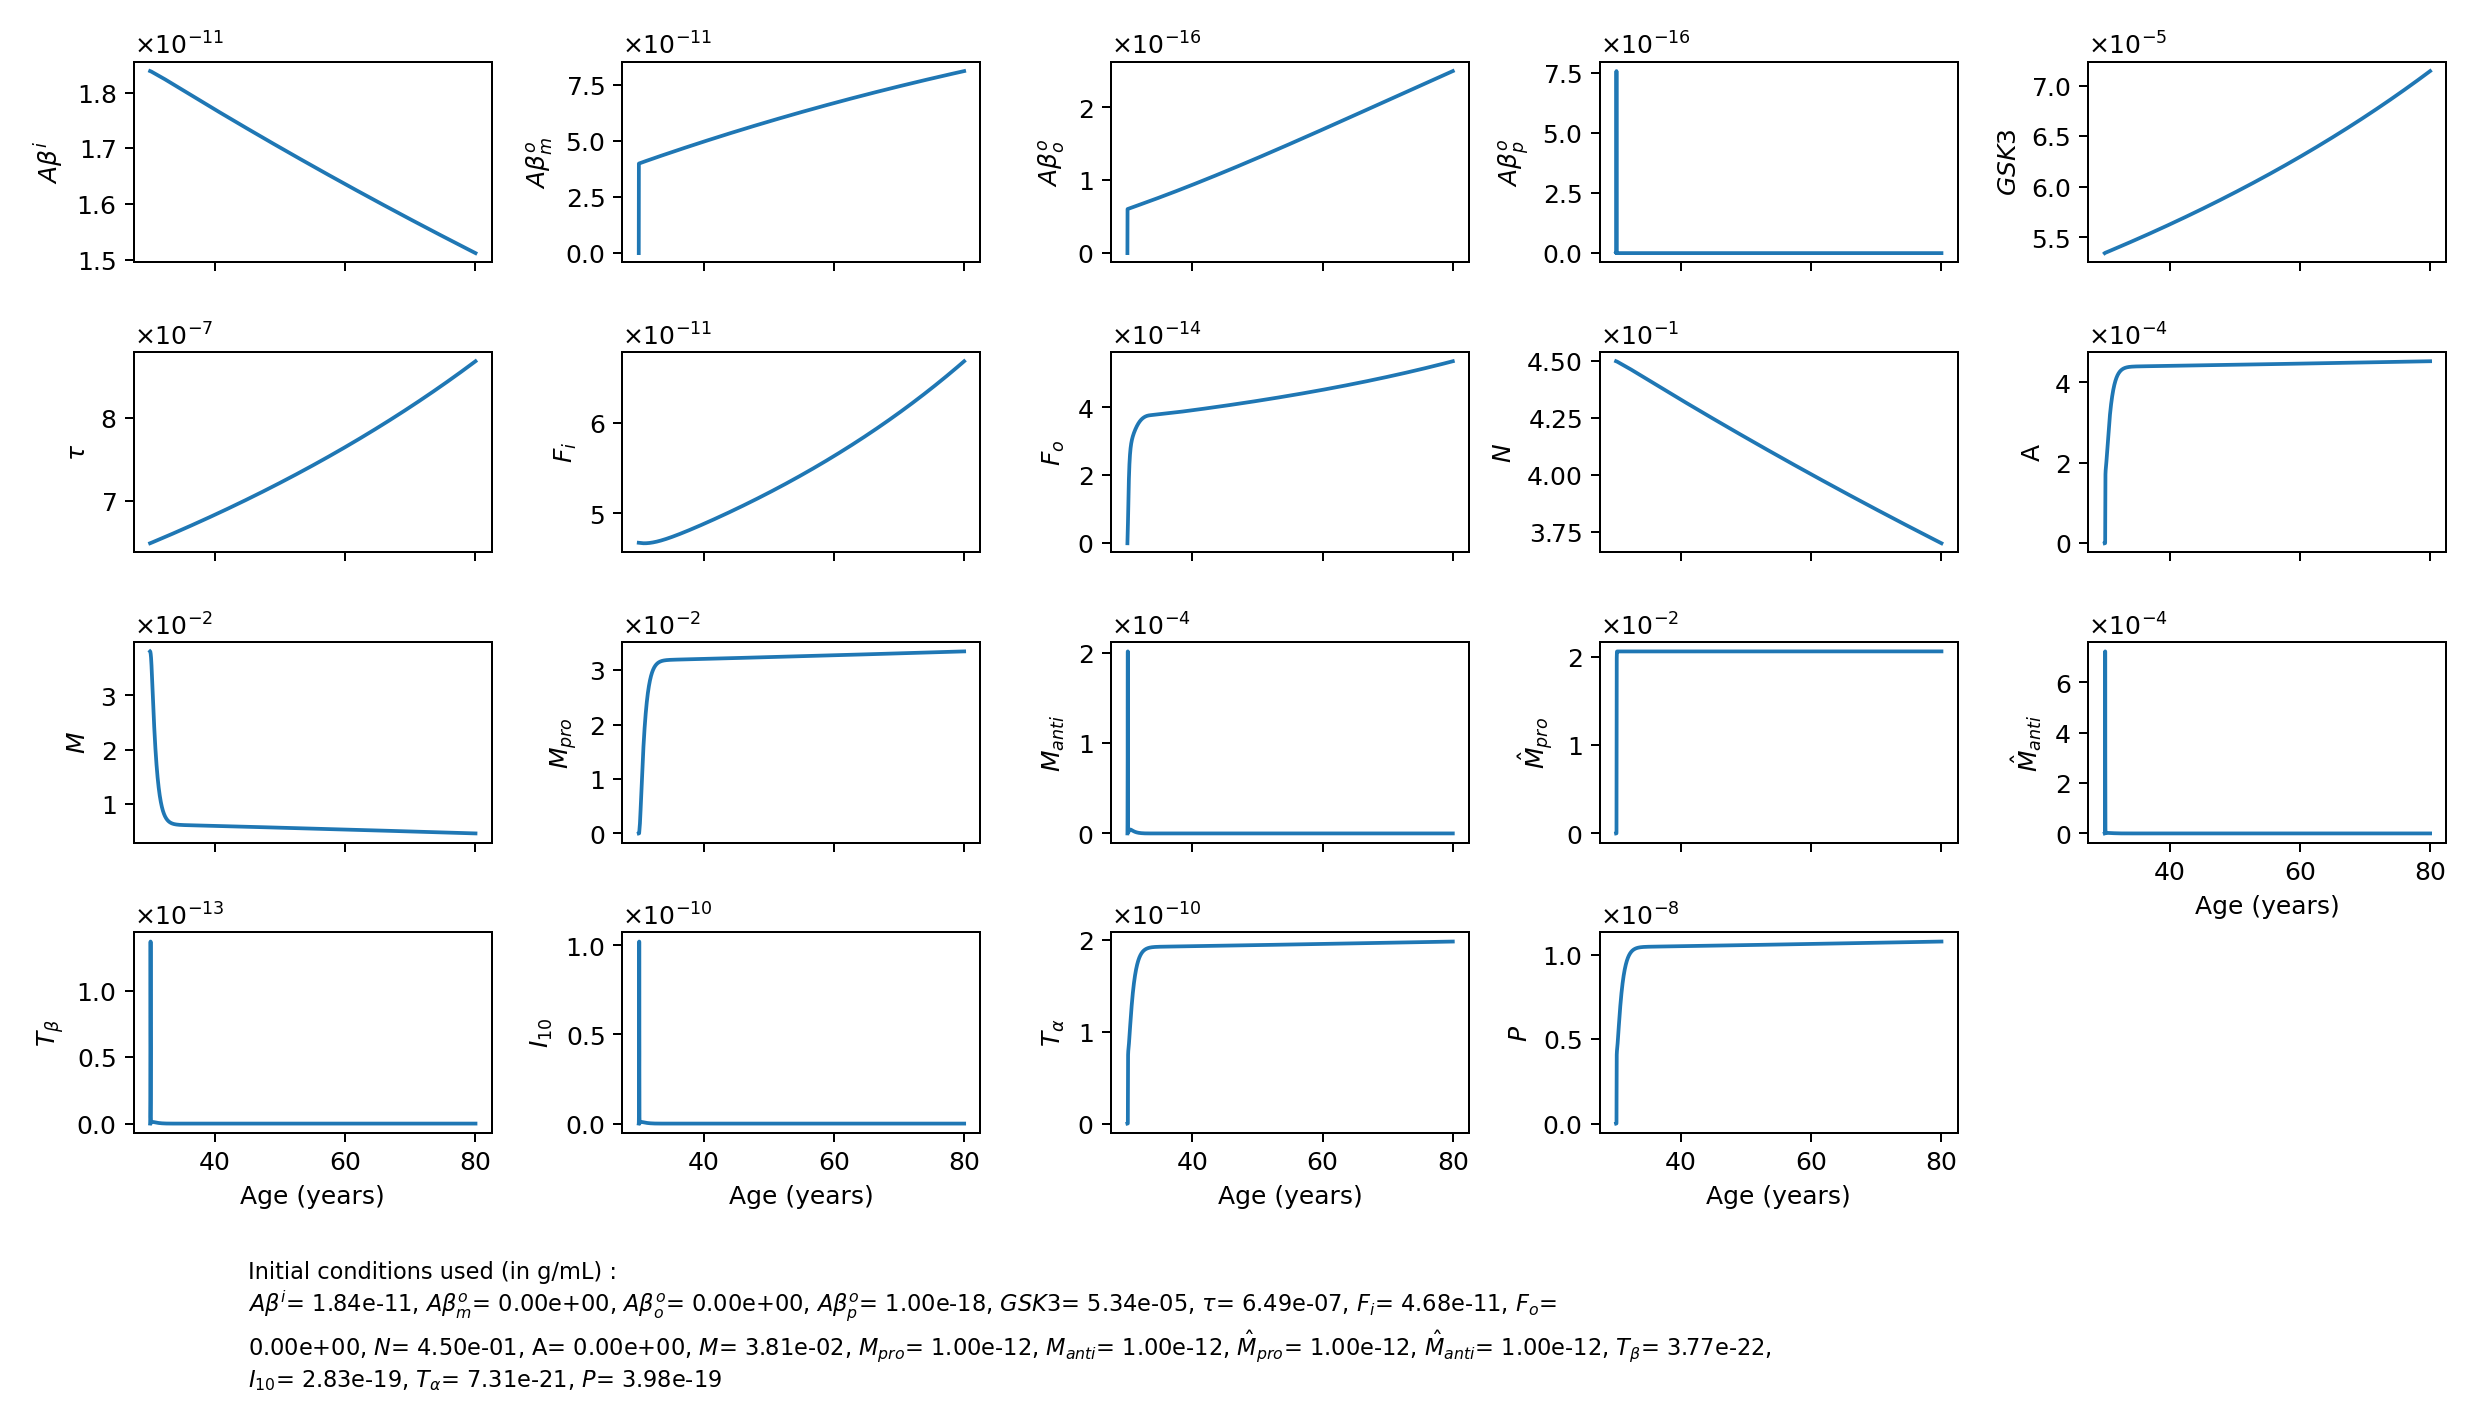 ×10⁻¹¹
1.8
1.7
1.6
1.5
Aβⁱ
×10⁻¹¹
7.5
5.0
2.5
0.0
Aβₘᵒ
×10⁻¹⁶
2
1
0
Aβₒᵒ
×10⁻¹⁶
7.5
5.0
2.5
0.0
Aβₚᵒ
×10⁻⁵
7.0
6.5
6.0
5.5
GSK3
×10⁻⁷
8
7
τ
×10⁻¹¹
6
5
Fᵢ
×10⁻¹⁴
4
2
0
Fₒ
×10⁻¹
4.50
4.25
4.00
3.75
N
×10⁻⁴
4
2
0
A
×10⁻²
3
2
1
M
×10⁻²
3
2
1
0
M_pro
×10⁻⁴
2
1
0
M_anti
×10⁻²
2
1
0
M̂_pro
×10⁻⁴
6
4
2
0
M̂_anti
40 60 80
Age (years)
×10⁻¹³
1.0
0.5
0.0
T_β
40 60 80
Age (years)
×10⁻¹⁰
1.0
0.5
0.0
I₁₀
40 60 80
Age (years)
×10⁻¹⁰
2
1
0
T_α
40 60 80
Age (years)
×10⁻⁸
1.0
0.5
0.0
P
40 60 80
Age (years)
Initial conditions used (in g/mL) :
Aβⁱ= 1.84e-11, Aβₘᵒ= 0.00e+00, Aβₒᵒ= 0.00e+00, Aβₚᵒ= 1.00e-18, GSK3= 5.34e-05, τ= 6.49e-07, Fᵢ= 4.68e-11, Fₒ=
0.00e+00, N= 4.50e-01, A= 0.00e+00, M= 3.81e-02, M_pro= 1.00e-12, M_anti= 1.00e-12, M̂_pro= 1.00e-12, M̂_anti= 1.00e-12, T_β= 3.77e-22,
I₁₀= 2.83e-19, T_α= 7.31e-21, P= 3.98e-19